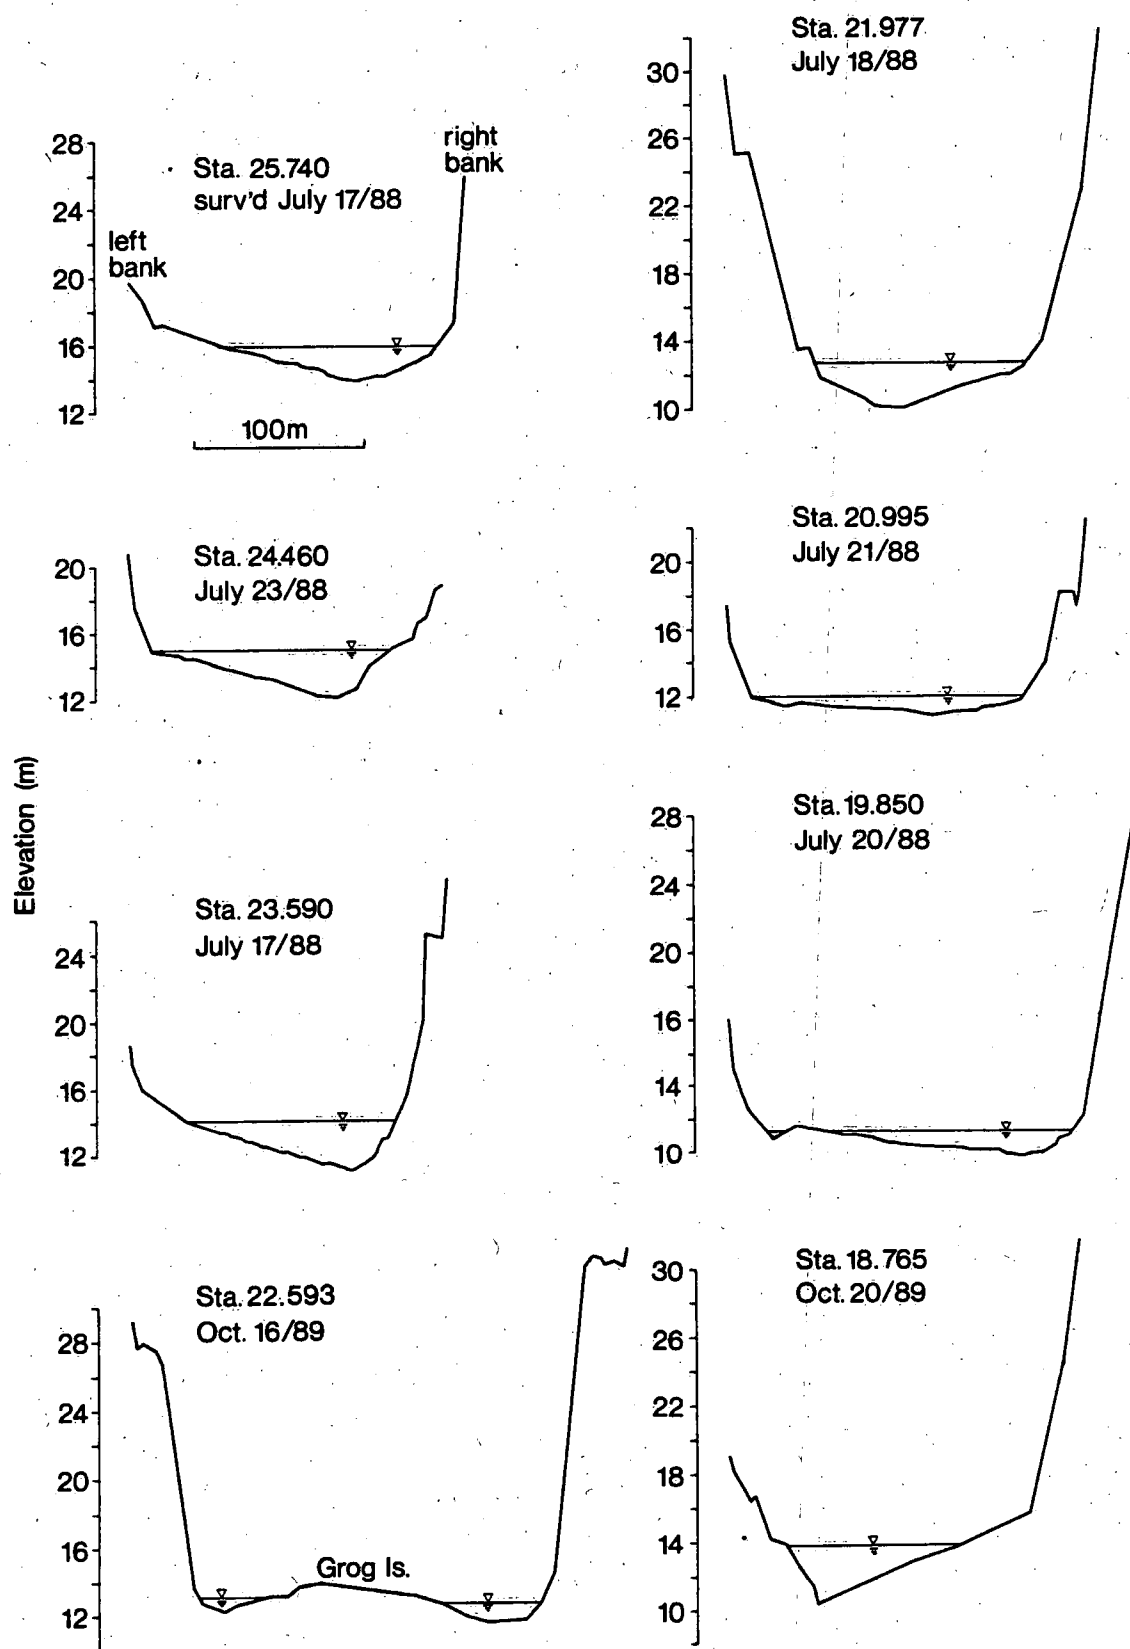 Elevation (m)
28
24
20
16
12
Sta. 25.740
surv'd July 17/88
left
bank
right
bank
100m
20
16
12
Sta. 24.460
July 23/88
24
20
16
12
Sta. 23.590
July 17/88
28
24
20
16
12
Sta. 22.593
Oct. 16/89
Grog Is.
30
26
22
18
14
10
Sta. 21.977
July 18/88
20
16
12
Sta. 20.995
July 21/88
28
24
20
16
14
10
Sta. 19.850
July 20/88
30
26
22
18
14
10
Sta. 18.765
Oct. 20/89